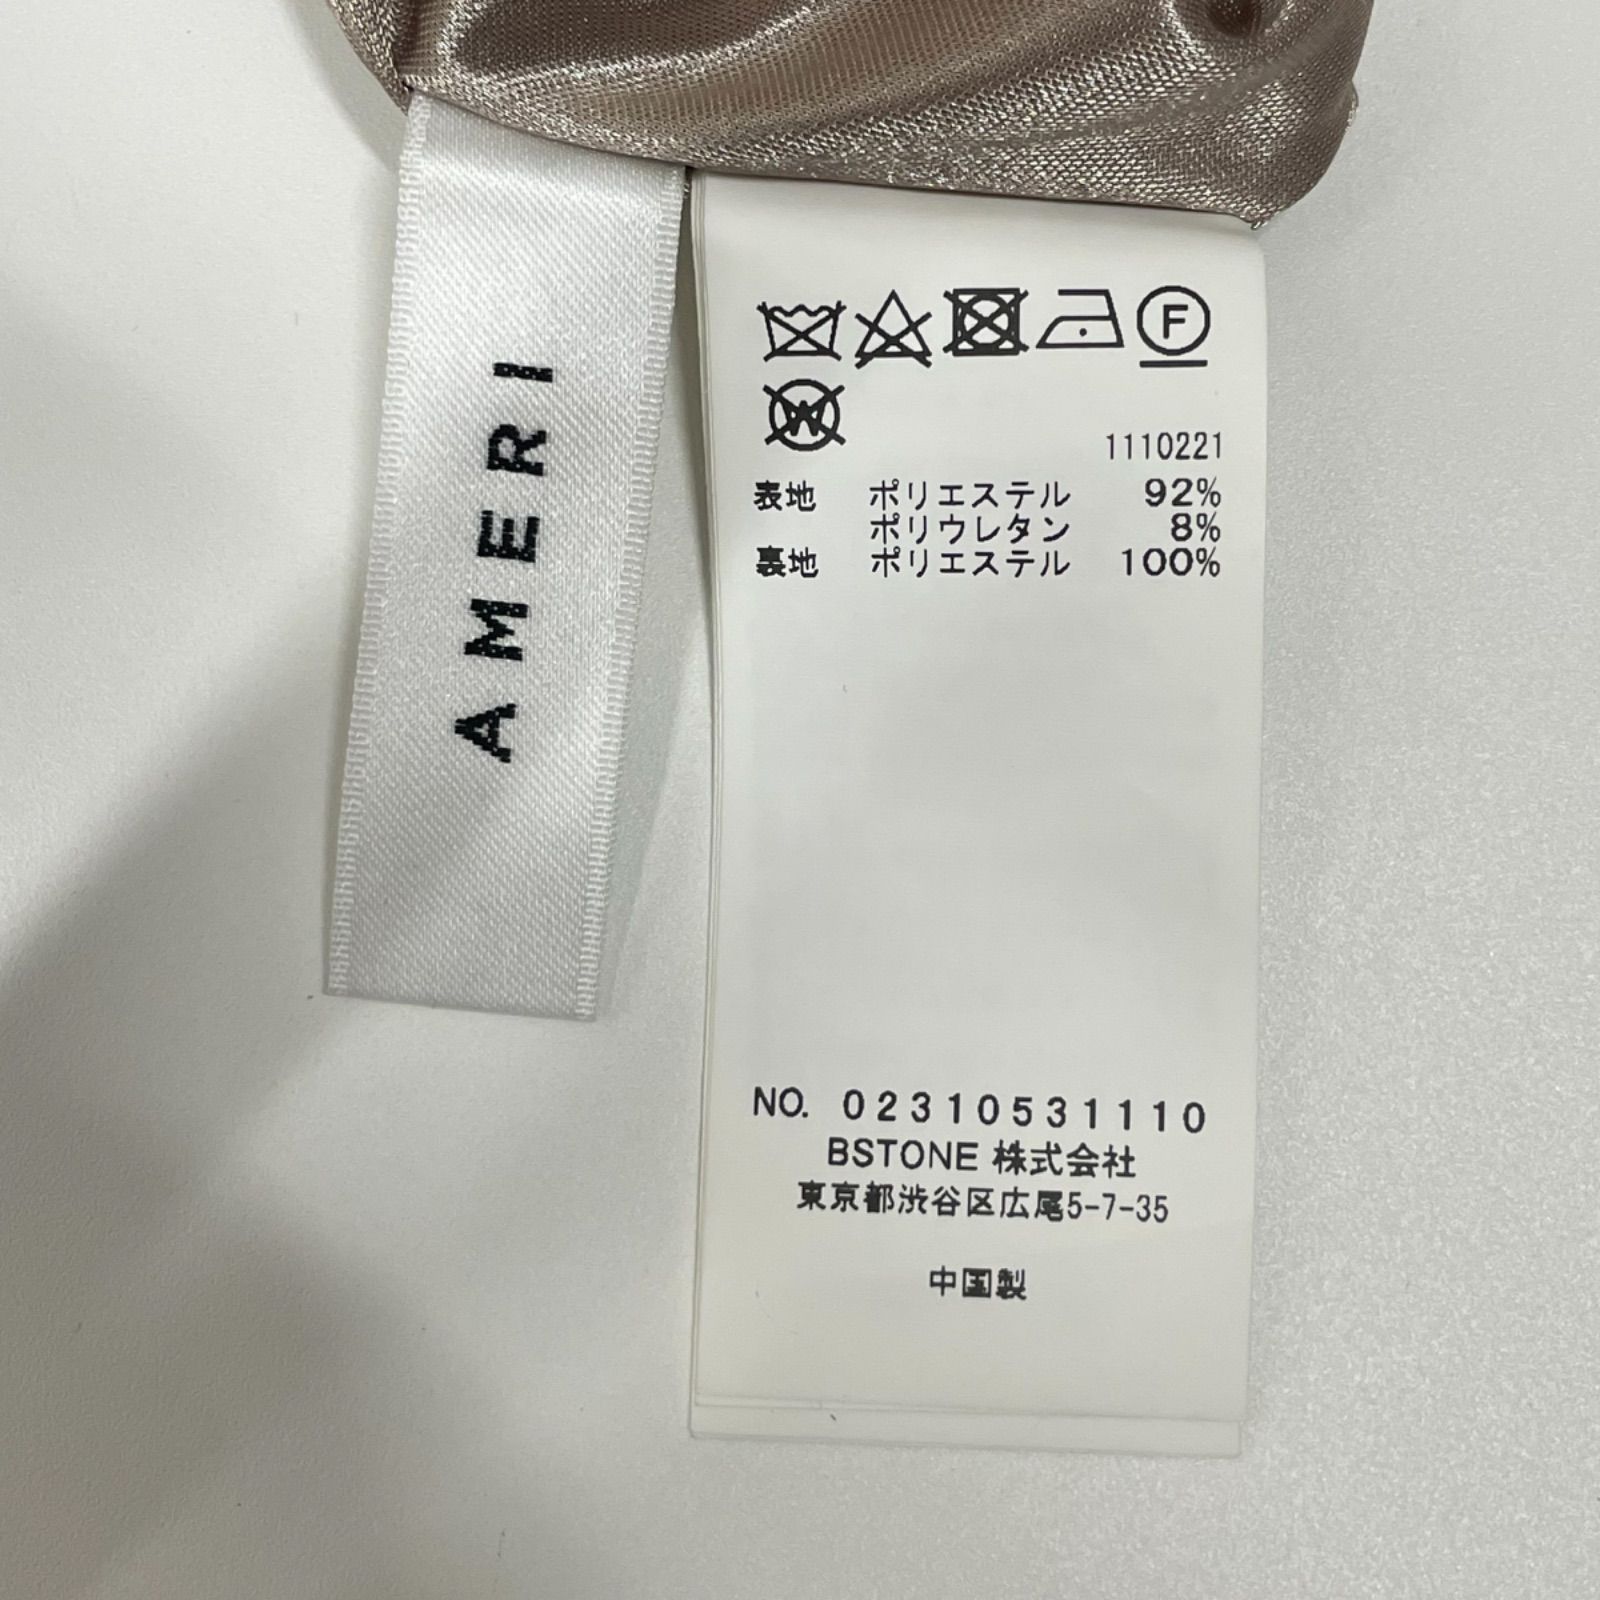 AMERI
F
W
1110221
表地 ポリエステル 92%
ポリウレタン 8%
裏地 ポリエステル 100%
NO. 02310531110
BSTONE 株式会社
東京都渋谷区広尾5-7-35
中国製